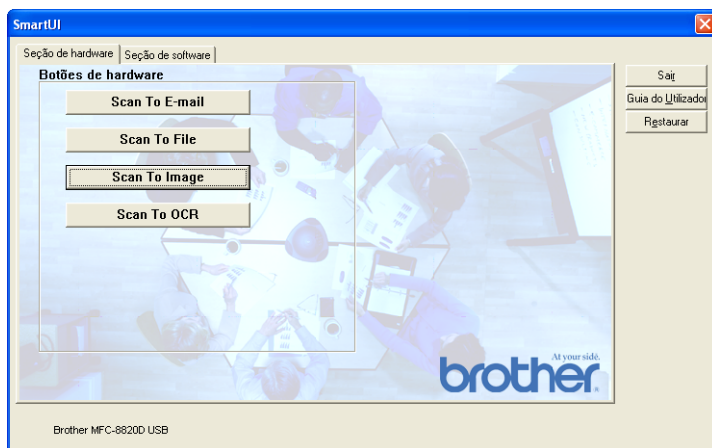 SmartUI
Seção de hardware
Seção de software
Botões de hardware
Scan To E-mail
Scan To File
Scan To Image
Scan To OCR
Sair
Guia do Utilizador
Restaurar
At your side.
brother
Brother MFC-8820D USB